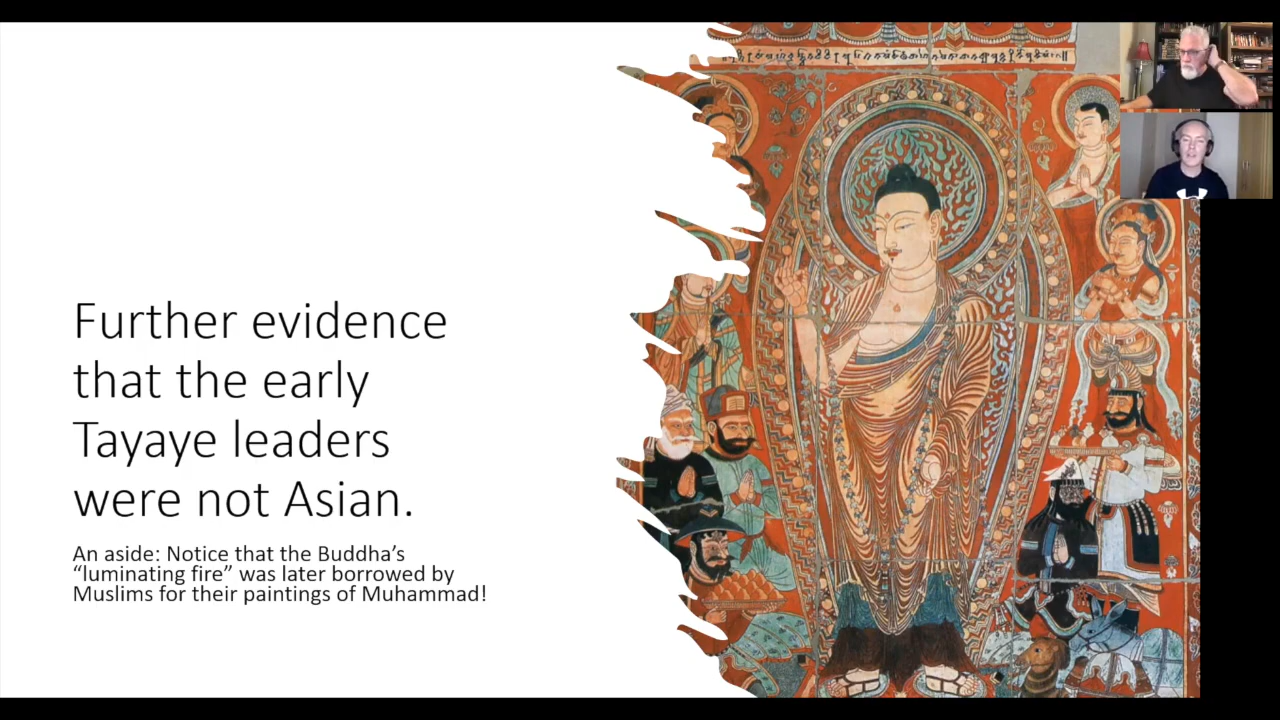 Further evidence
that the early
Tayaye leaders
were not Asian.
An aside: Notice that the Buddha’s
“luminating fire” was later borrowed by
Muslims for their paintings of Muhammad!